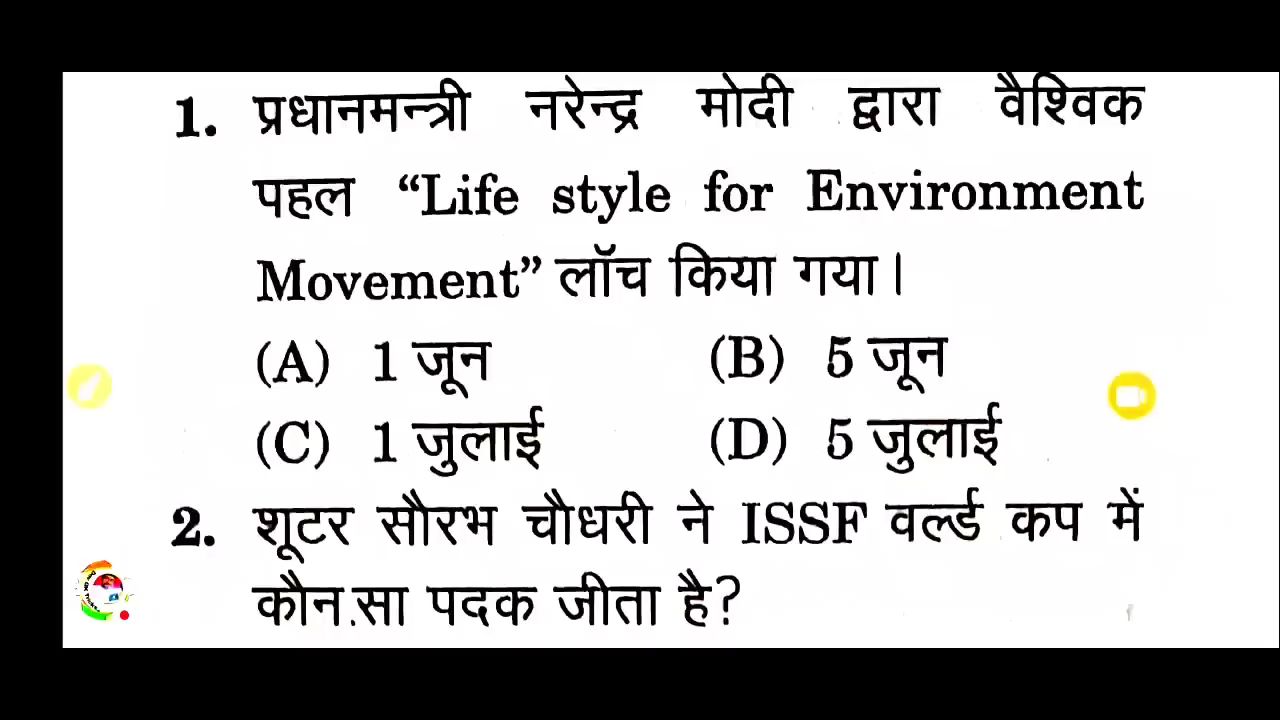 1. प्रधानमन्त्री नरेन्द्र मोदी द्वारा वैश्विक
पहल “Life style for Environment
Movement” लॉच किया गया।
(A) 1 जून (B) 5 जून
(C) 1 जुलाई (D) 5 जुलाई
2. शूटर सौरभ चौधरी ने ISSF वर्ल्ड कप में
कौन.सा पदक जीता है?